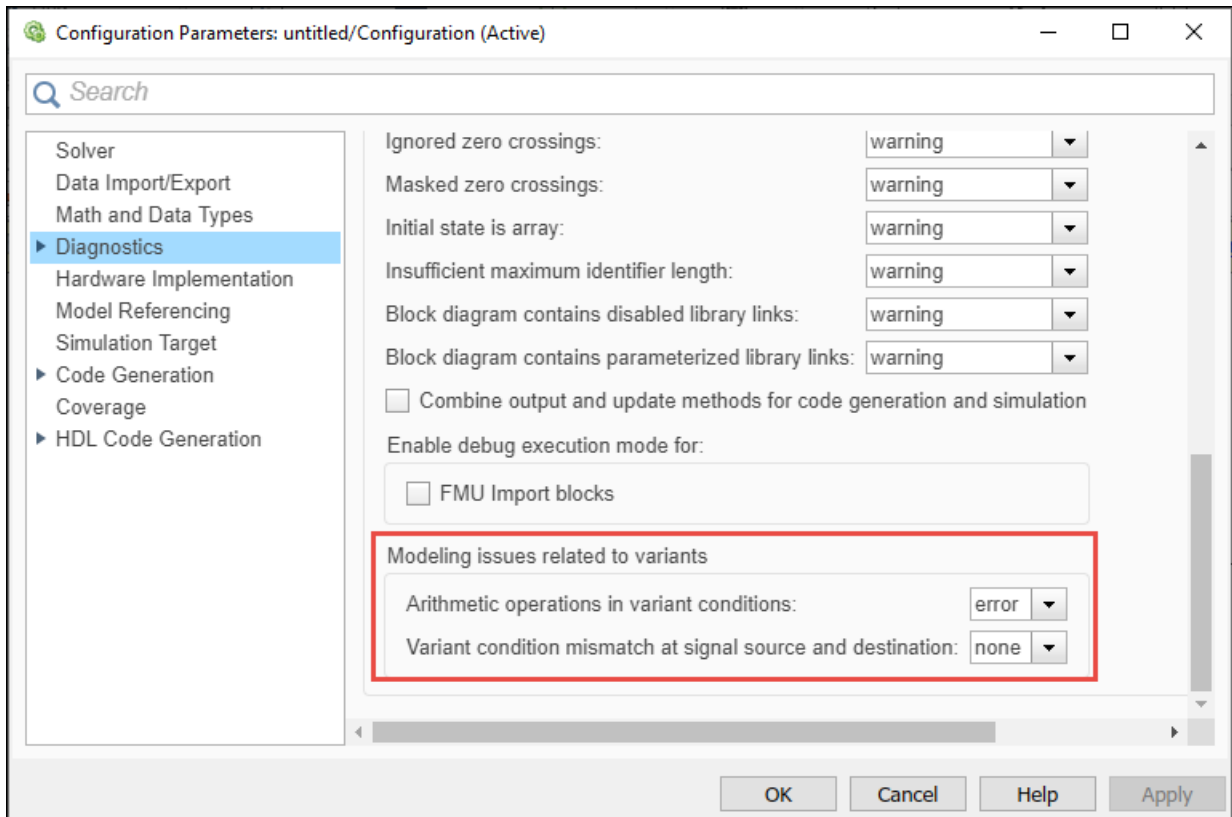 Configuration Parameters: untitled/Configuration (Active)
Search
Solver
Data Import/Export
Math and Data Types
Diagnostics
Hardware Implementation
Model Referencing
Simulation Target
Code Generation
Coverage
HDL Code Generation
Ignored zero crossings: warning
Masked zero crossings: warning
Initial state is array: warning
Insufficient maximum identifier length: warning
Block diagram contains disabled library links: warning
Block diagram contains parameterized library links: warning
Combine output and update methods for code generation and simulation
Enable debug execution mode for:
FMU Import blocks
Modeling issues related to variants
Arithmetic operations in variant conditions: error
Variant condition mismatch at signal source and destination: none
OK Cancel Help Apply